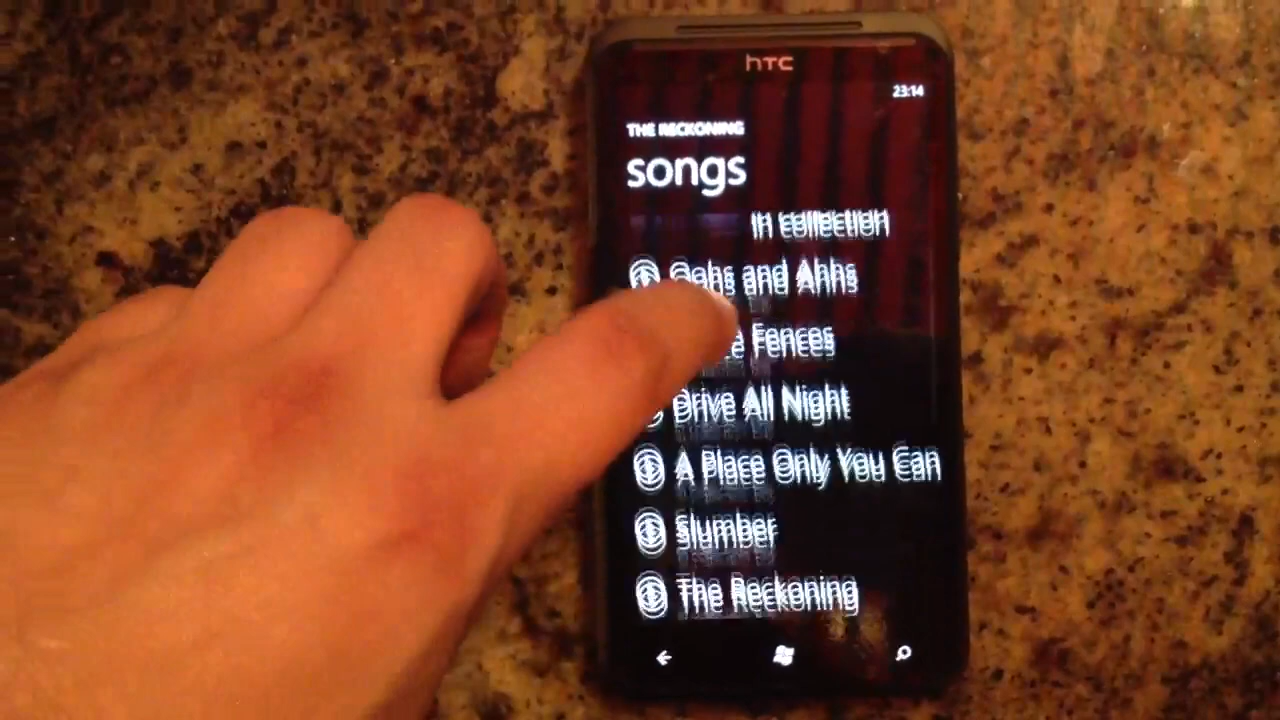 hTC
23:14
THE RECKONING
songs
In collection
Oohs and Ahhs
Fences
Drive All Night
A Place Only You Can
Slumber
The Reckoning